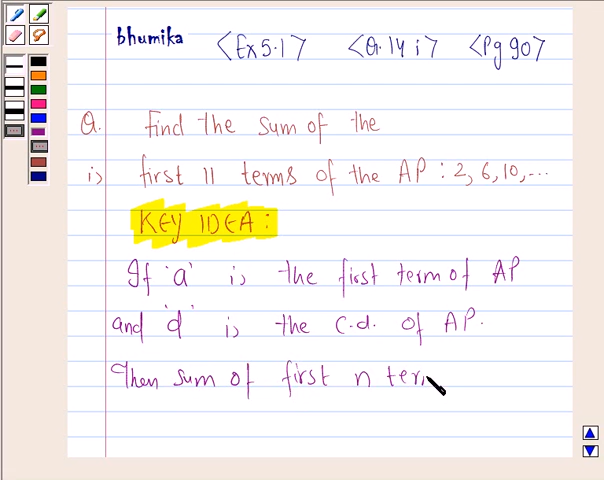 bhumika <Ex 5.1> <Q.14 i> <Pg 90>
Q. Find the sum of the
i> first 11 terms of the AP : 2, 6, 10, ...
KEY IDEA :
If 'a' is the first term of AP
and 'd' is the c.d. of AP.
Then sum of first n ter